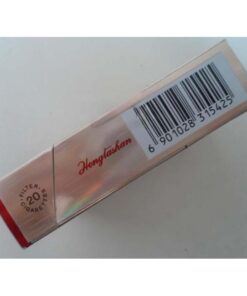 FILTER
20
CIGARETTES
Hongtashan
6 901028 315425